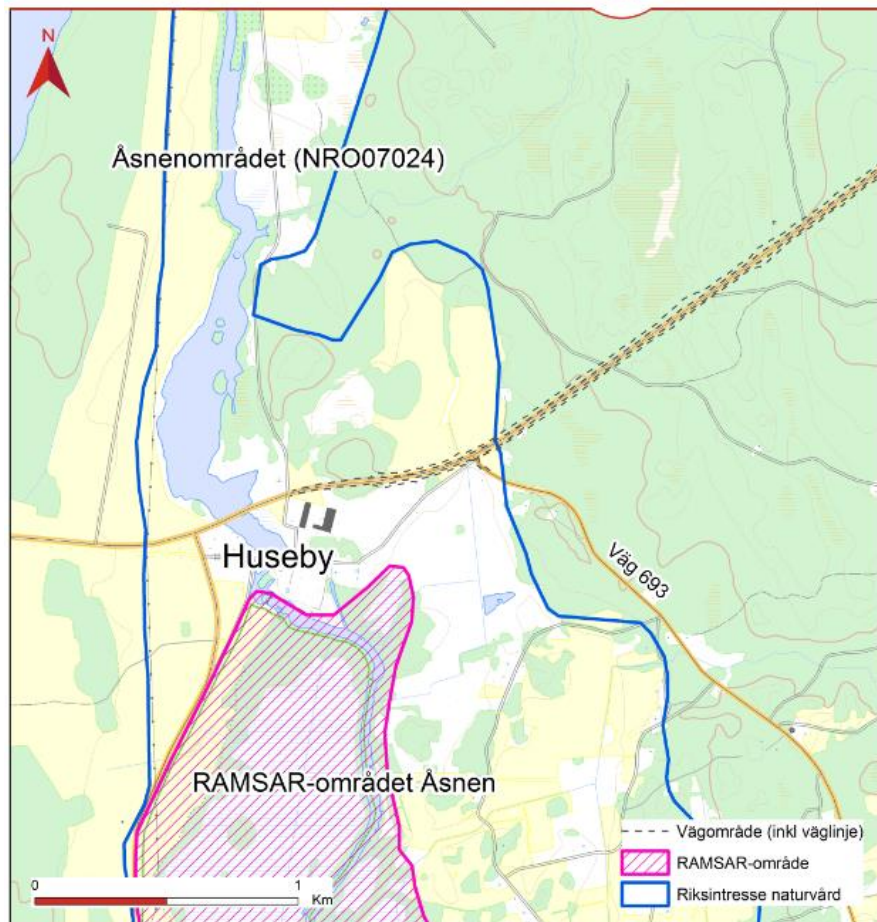 N
Åsnenområdet (NRO07024)
Huseby
Väg 693
RAMSAR-området Åsnen
0 1
Km
Vägområde (inkl väglinje)
RAMSAR-område
Riksintresse naturvård